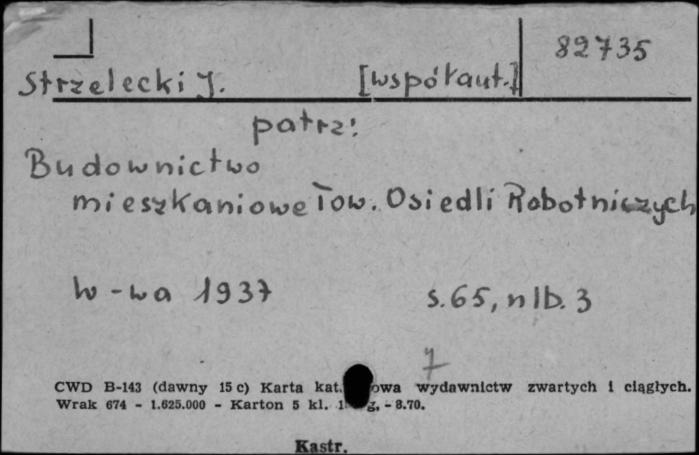 82735
Strzelecki J. [współaut.]
patrz:
Budownictwo
mieszkaniowe Tow. Osiedli Robotniczych
W-wa 1937 s. 65, nlb. 3
7
CWD B-143 (dawny 15 c) Karta kat. owa wydawnictw zwartych i ciągłych.
Wrak 674 - 1.625.000 - Karton 5 kl. g. - 8.70.
Kastr.